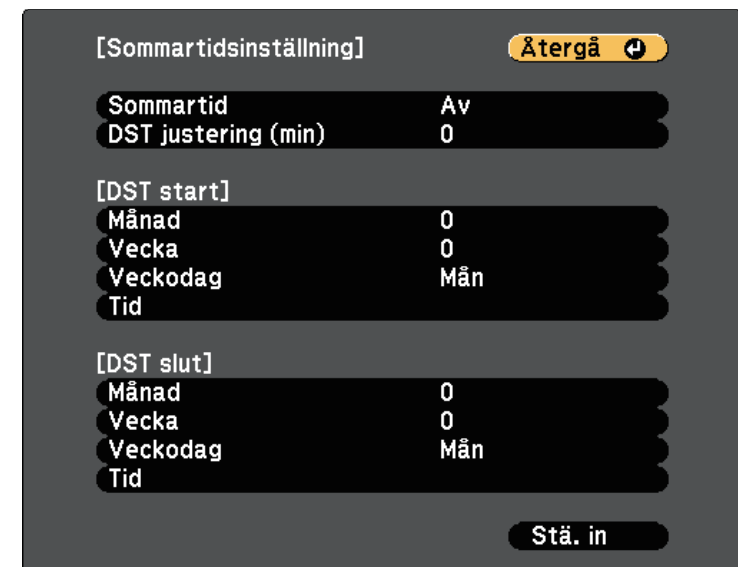 [Sommartidsinställning] Återgå
Sommartid Av
DST justering (min) 0
[DST start]
Månad 0
Vecka 0
Veckodag Mån
Tid
[DST slut]
Månad 0
Vecka 0
Veckodag Mån
Tid
Stä. in